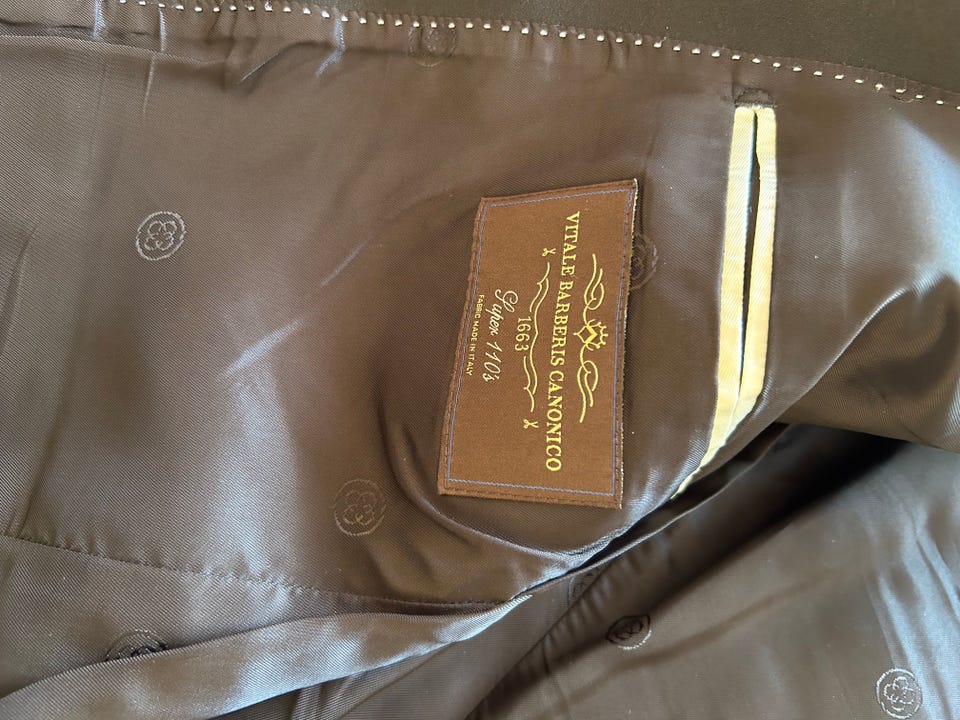 VITALE BARBERIS CANONICO
1663
Super 110's
FABRIC MADE IN ITALY